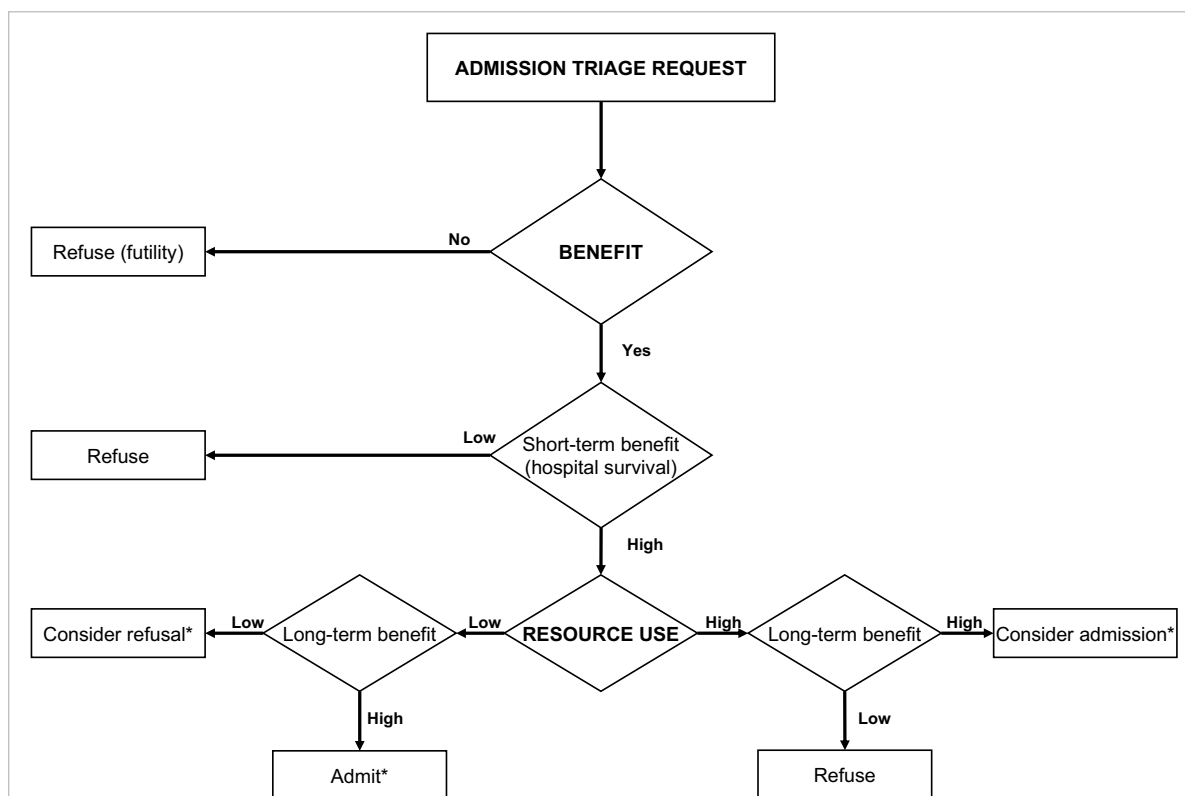 ADMISSION TRIAGE REQUEST
No
Refuse (futility)
BENEFIT
Yes
Low
Refuse
Short-term benefit
(hospital survival)
High
Consider refusal*
Low
Long-term benefit
Low
RESOURCE USE
High
Long-term benefit
High
Consider admission*
High
Low
Admit*
Refuse